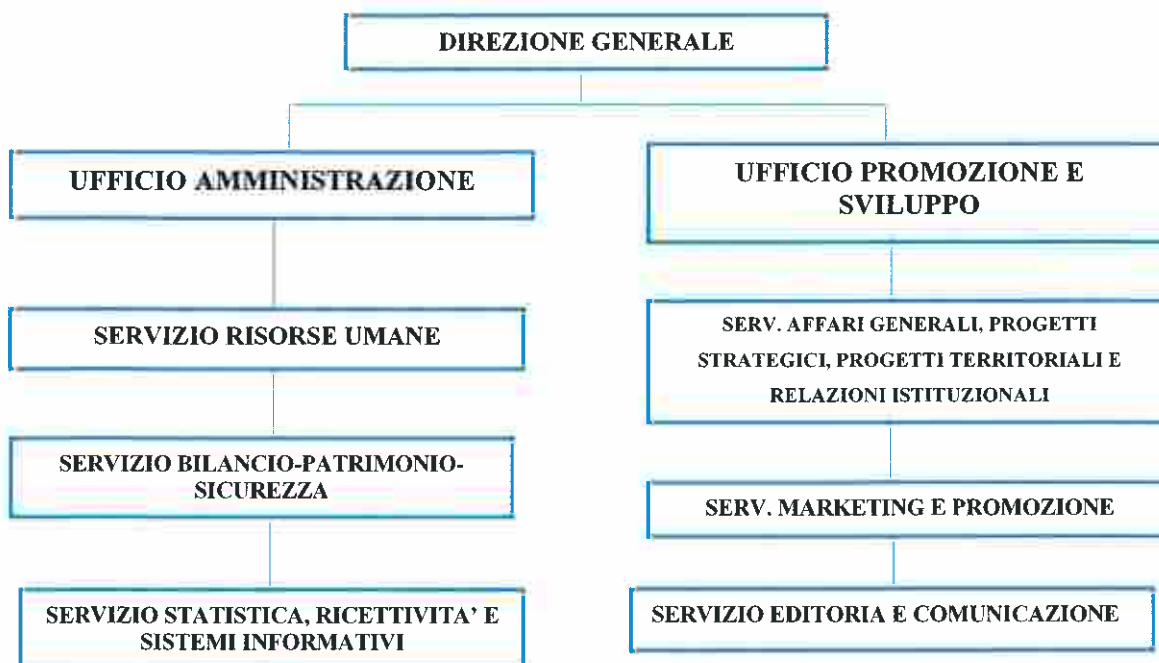 DIREZIONE GENERALE
UFFICIO AMMINISTRAZIONE
SERVIZIO RISORSE UMANE
SERVIZIO BILANCIO-PATRIMONIO-
SICUREZZA
SERVIZIO STATISTICA, RICETTIVITA’ E
SISTEMI INFORMATIVI
UFFICIO PROMOZIONE E
SVILUPPO
SERV. AFFARI GENERALI, PROGETTI
STRATEGICI, PROGETTI TERRITORIALI E
RELAZIONI ISTITUZIONALI
SERV. MARKETING E PROMOZIONE
SERVIZIO EDITORIA E COMUNICAZIONE